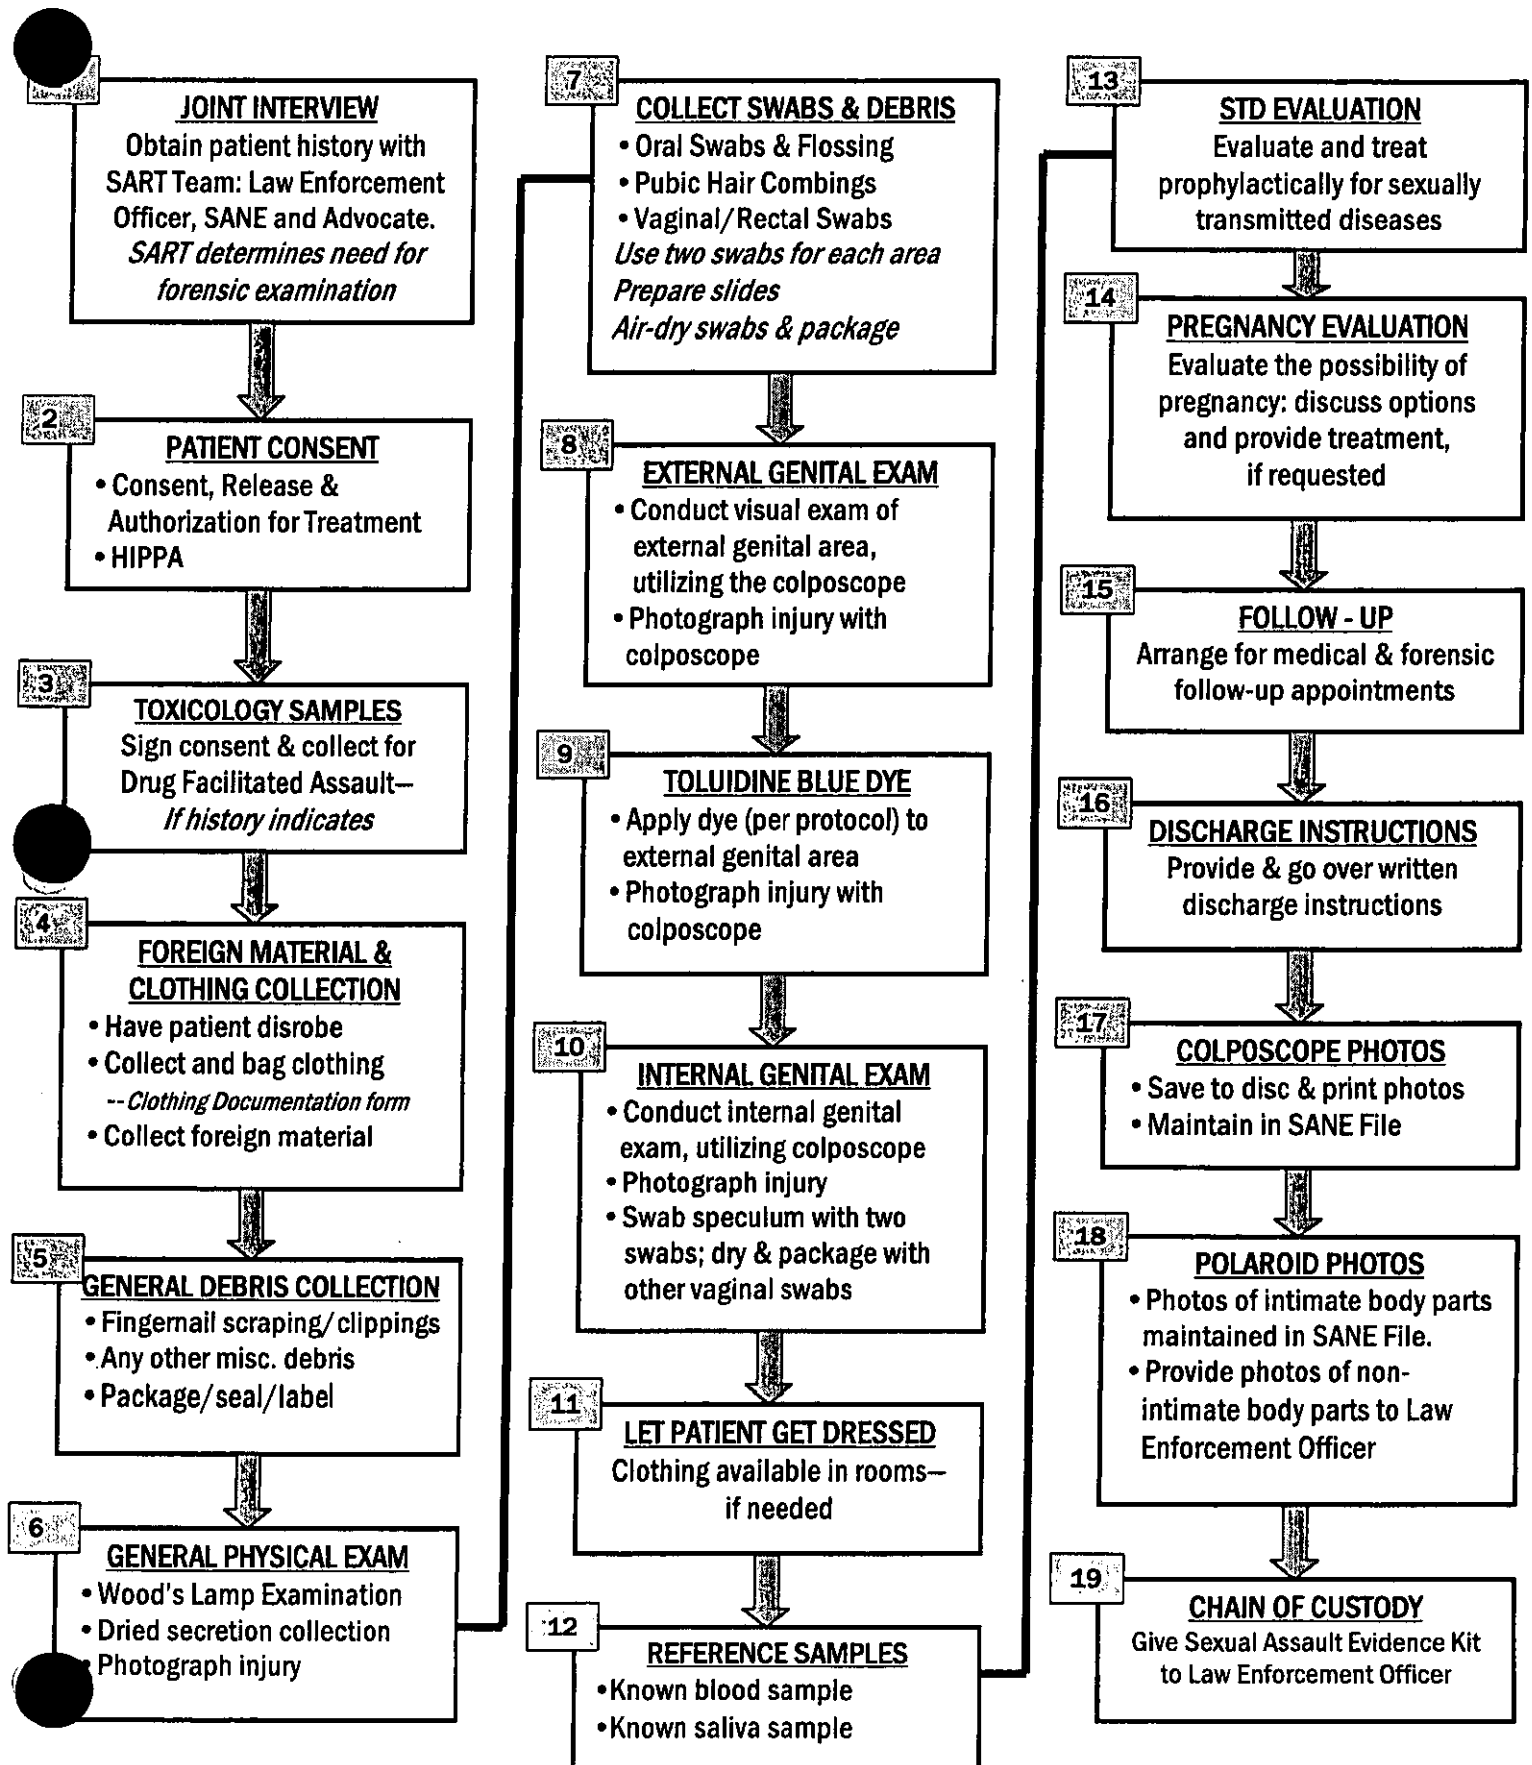 JOINT INTERVIEW
Obtain patient history with
SART Team: Law Enforcement
Officer, SANE and Advocate.
SART determines need for
forensic examination
2
PATIENT CONSENT
• Consent, Release &
Authorization for Treatment
• HIPPA
3
TOXICOLOGY SAMPLES
Sign consent & collect for
Drug Facilitated Assault–
If history indicates
4
FOREIGN MATERIAL &
CLOTHING COLLECTION
• Have patient disrobe
• Collect and bag clothing
-- Clothing Documentation form
• Collect foreign material
5
GENERAL DEBRIS COLLECTION
• Fingernail scraping/clippings
• Any other misc. debris
• Package/seal/label
6
GENERAL PHYSICAL EXAM
• Wood's Lamp Examination
• Dried secretion collection
Photograph injury
7
COLLECT SWABS & DEBRIS
• Oral Swabs & Flossing
• Pubic Hair Combings
• Vaginal/Rectal Swabs
Use two swabs for each area
Prepare slides
Air-dry swabs & package
8
EXTERNAL GENITAL EXAM
• Conduct visual exam of
external genital area,
utilizing the colposcope
• Photograph injury with
colposcope
9
TOLUIDINE BLUE DYE
• Apply dye (per protocol) to
external genital area
• Photograph injury with
colposcope
10
INTERNAL GENITAL EXAM
• Conduct internal genital
exam, utilizing colposcope
• Photograph injury
• Swab speculum with two
swabs; dry & package with
other vaginal swabs
11
LET PATIENT GET DRESSED
Clothing available in rooms–
if needed
12
REFERENCE SAMPLES
• Known blood sample
• Known saliva sample
13
STD EVALUATION
Evaluate and treat
prophylactically for sexually
transmitted diseases
14
PREGNANCY EVALUATION
Evaluate the possibility of
pregnancy: discuss options
and provide treatment,
if requested
15
FOLLOW - UP
Arrange for medical & forensic
follow-up appointments
16
DISCHARGE INSTRUCTIONS
Provide & go over written
discharge instructions
17
COLPOSCOPE PHOTOS
• Save to disc & print photos
• Maintain in SANE File
18
POLAROID PHOTOS
• Photos of intimate body parts
maintained in SANE File.
• Provide photos of non-
intimate body parts to Law
Enforcement Officer
19
CHAIN OF CUSTODY
Give Sexual Assault Evidence Kit
to Law Enforcement Officer